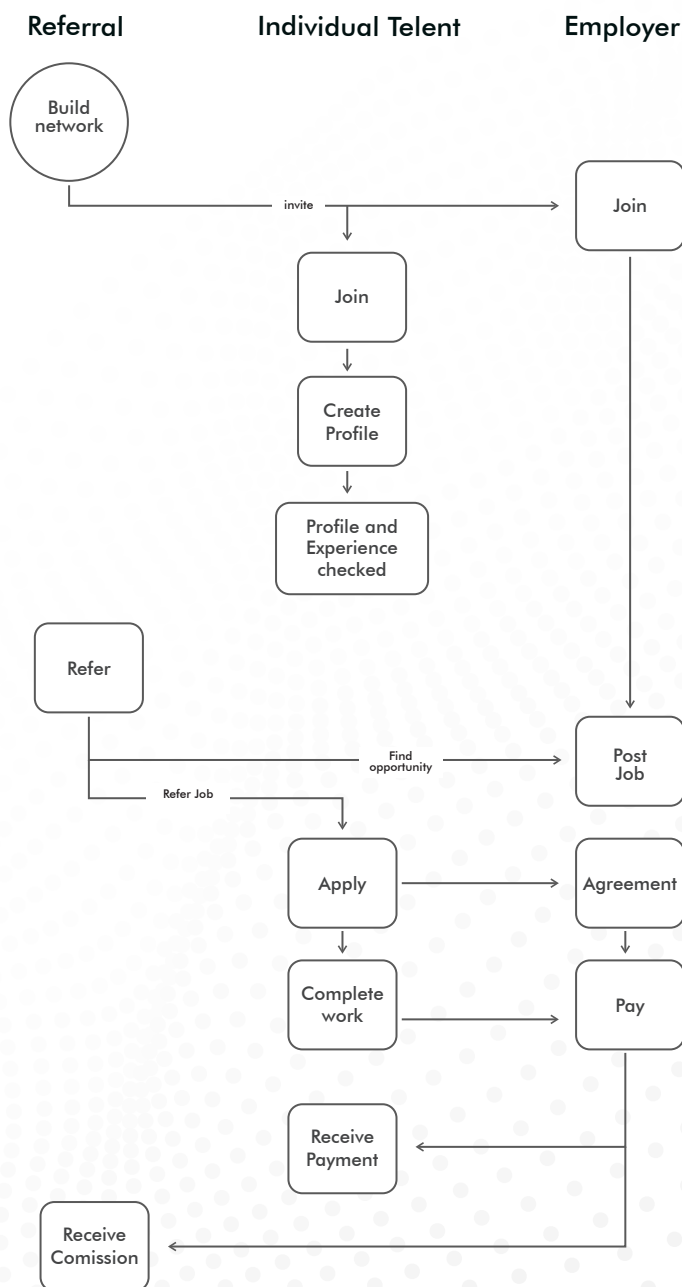 Referral
Individual Telent
Employer
Build
network
invite
Join
Join
Create
Profile
Profile and
Experience
checked
Refer
Find
opportunity
Post
Job
Refer Job
Apply
Agreement
Complete
work
Pay
Receive
Payment
Receive
Comission